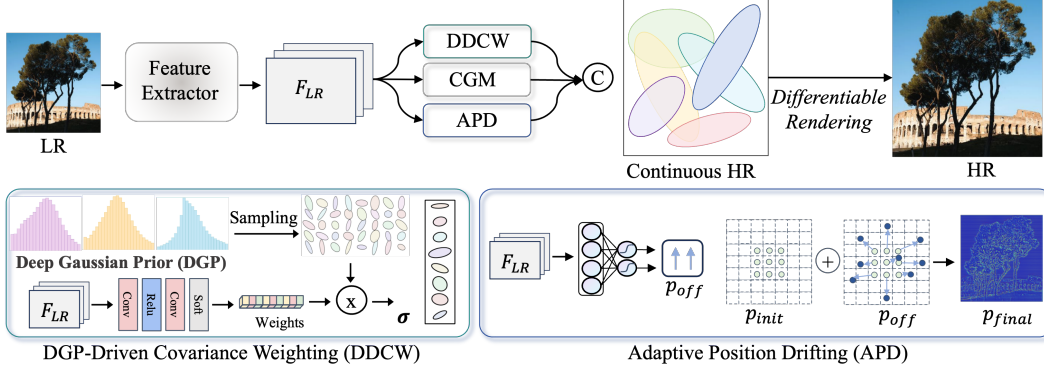 LR
Feature
Extractor
F_LR
DDCW
CGM
APD
C
Continuous HR
Differentiable
Rendering
HR
Sampling
Deep Gaussian Prior (DGP)
F_LR
Conv
Relu
Conv
Soft
Weights
x
σ
DGP-Driven Covariance Weighting (DDCW)
F_LR
p_off
p_init
+
p_off
p_final
Adaptive Position Drifting (APD)